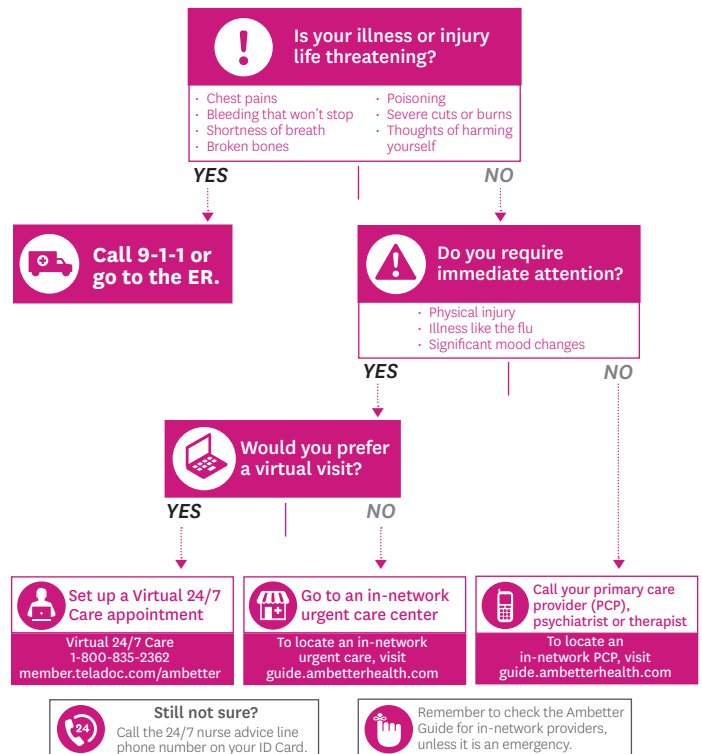 Is your illness or injury
life threatening?
· Chest pains
· Bleeding that won't stop
· Shortness of breath
· Broken bones
· Poisoning
· Severe cuts or burns
· Thoughts of harming
yourself
YES
NO
Call 9-1-1 or
go to the ER.
Do you require
immediate attention?
· Physical injury
· Illness like the flu
· Significant mood changes
YES
NO
Would you prefer
a virtual visit?
YES
NO
Set up a Virtual 24/7
Care appointment
Virtual 24/7 Care
1-800-835-2362
member.teladoc.com/ambetter
Go to an in-network
urgent care center
To locate an in-network
urgent care, visit
guide.ambetterhealth.com
Call your primary care
provider (PCP),
psychiatrist or therapist
To locate an
in-network PCP, visit
guide.ambetterhealth.com
24
Still not sure?
Call the 24/7 nurse advice line
phone number on your ID Card.
Remember to check the Ambetter
Guide for in-network providers,
unless it is an emergency.